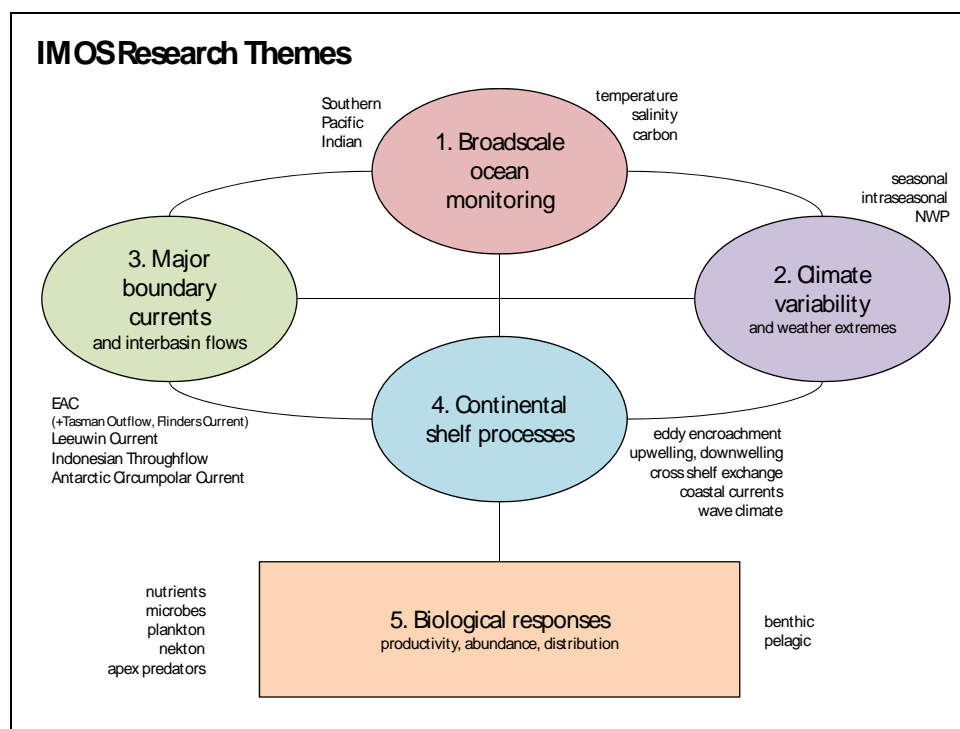 IMOS Research Themes
Southern
Pacific
Indian
1. Broadscale
ocean
monitoring
temperature
salinity
carbon
seasonal
intraseasonal
NWP
3. Major
boundary
currents
and interbasin flows
2. Climate
variability
and weather extremes
EAC
(+Tasman Outflow, Flinders Current)
Leeuwin Current
Indonesian Throughflow
Antarctic Circumpolar Current
4. Continental
shelf processes
eddy encroachment
upwelling, downwelling
cross shelf exchange
coastal currents
wave climate
nutrients
microbes
plankton
nekton
apex predators
5. Biological responses
productivity, abundance, distribution
benthic
pelagic